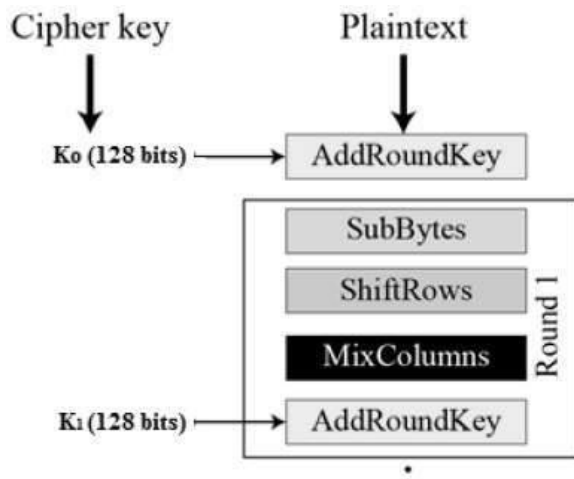 Cipher key
Plaintext
K₀ (128 bits)
AddRoundKey
SubBytes
ShiftRows
MixColumns
Round 1
K₁ (128 bits)
AddRoundKey